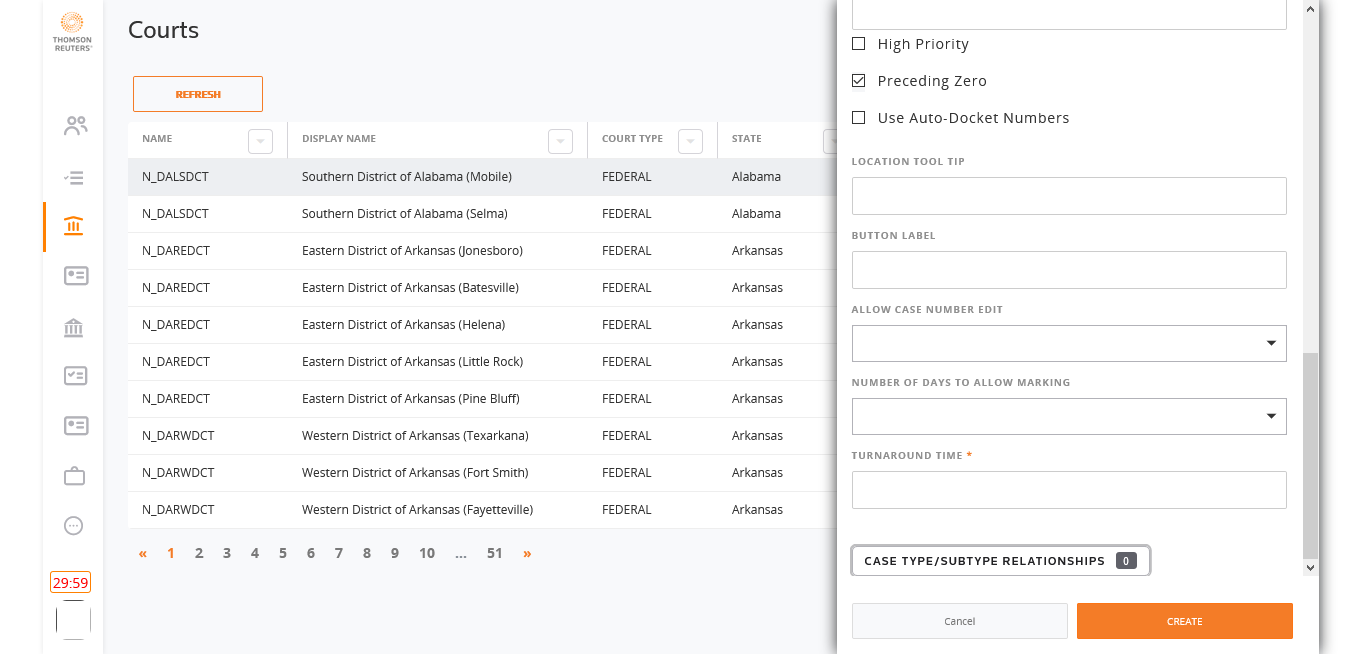 THOMSON
REUTERS®
29:59
Courts
REFRESH
NAME DISPLAY NAME COURT TYPE STATE
N_DALSDCT Southern District of Alabama (Mobile) FEDERAL Alabama
N_DALSDCT Southern District of Alabama (Selma) FEDERAL Alabama
N_DAREDCT Eastern District of Arkansas (Jonesboro) FEDERAL Arkansas
N_DAREDCT Eastern District of Arkansas (Batesville) FEDERAL Arkansas
N_DAREDCT Eastern District of Arkansas (Helena) FEDERAL Arkansas
N_DAREDCT Eastern District of Arkansas (Little Rock) FEDERAL Arkansas
N_DAREDCT Eastern District of Arkansas (Pine Bluff) FEDERAL Arkansas
N_DARWDCT Western District of Arkansas (Texarkana) FEDERAL Arkansas
N_DARWDCT Western District of Arkansas (Fort Smith) FEDERAL Arkansas
N_DARWDCT Western District of Arkansas (Fayetteville) FEDERAL Arkansas
« 1 2 3 4 5 6 7 8 9 10 ... 51 »
High Priority
Preceding Zero
Use Auto-Docket Numbers
LOCATION TOOL TIP
BUTTON LABEL
ALLOW CASE NUMBER EDIT
NUMBER OF DAYS TO ALLOW MARKING
TURNAROUND TIME *
CASE TYPE/SUBTYPE RELATIONSHIPS 0
Cancel CREATE